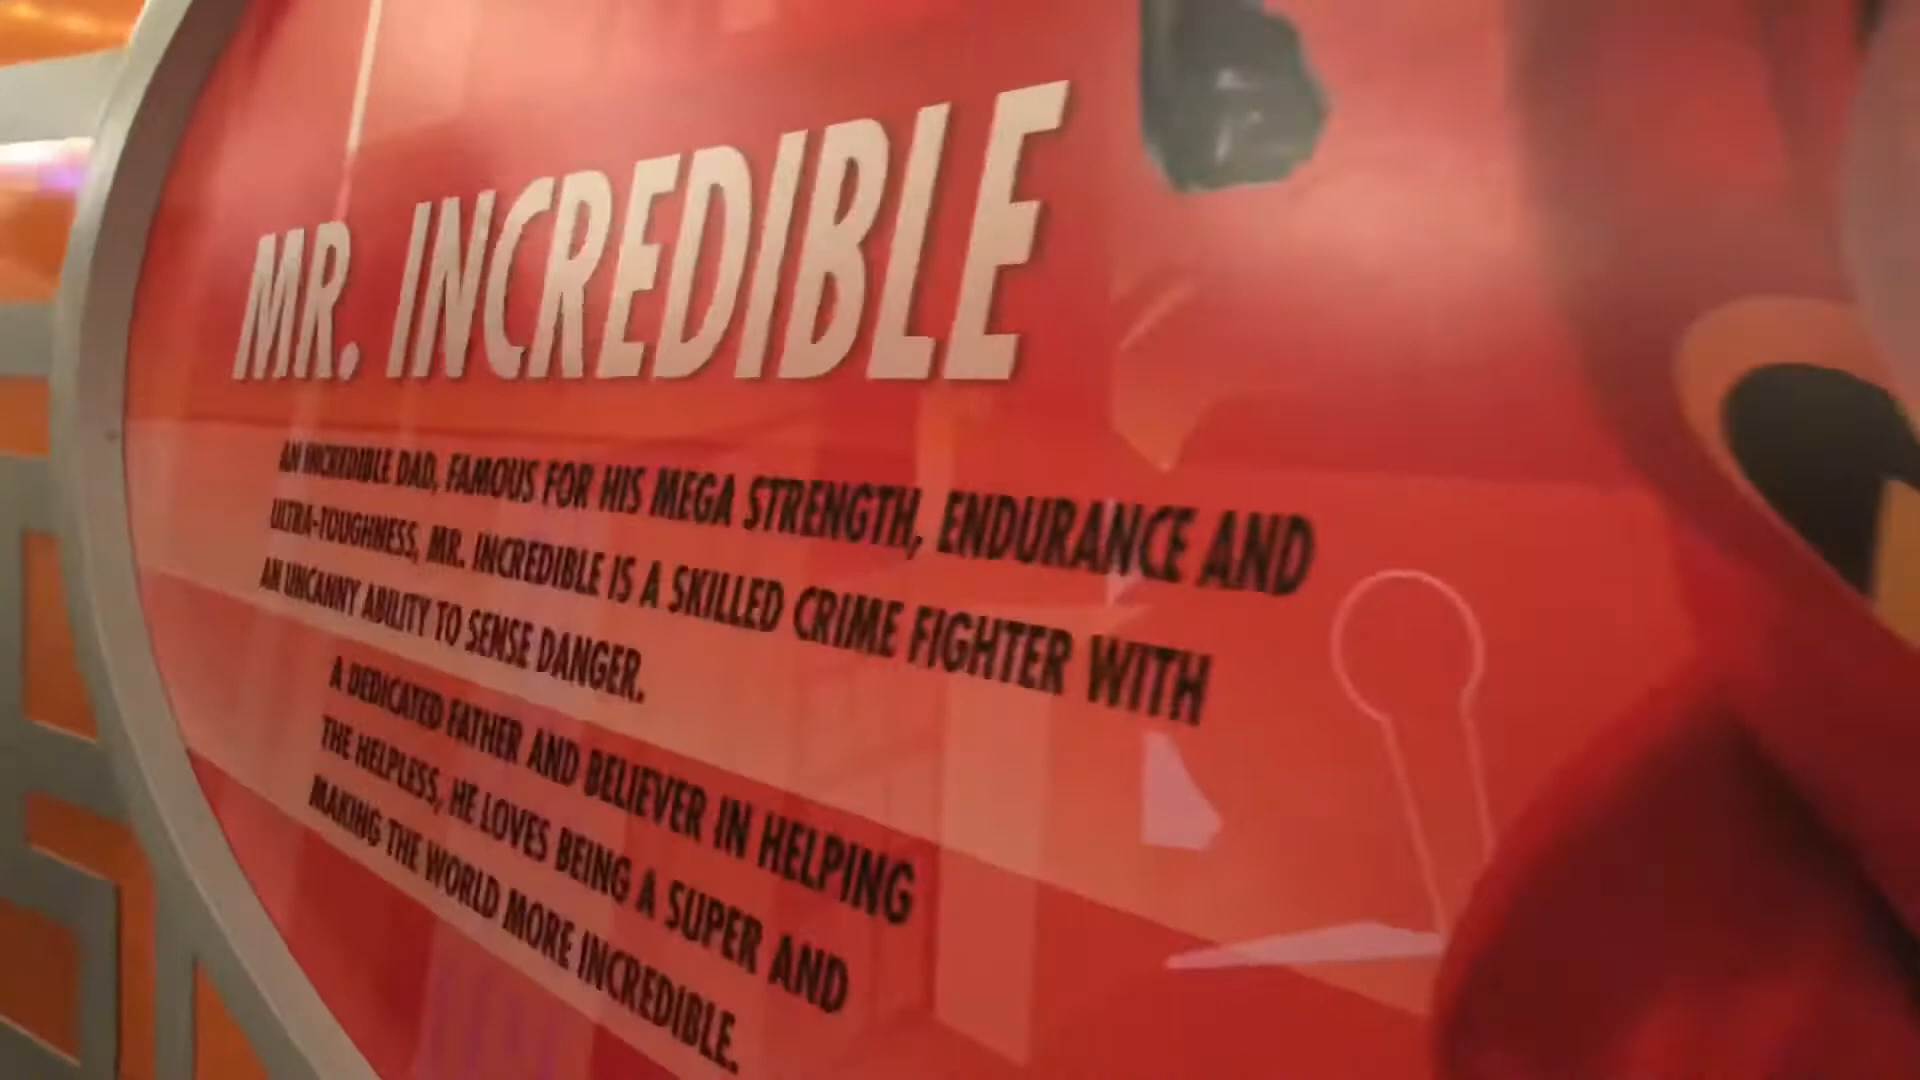 MR. INCREDIBLE
AN INCREDIBLE DAD, FAMOUS FOR HIS MEGA STRENGTH, ENDURANCE AND
ULTRA-TOUGHNESS, MR. INCREDIBLE IS A SKILLED CRIME FIGHTER WITH
AN UNCANNY ABILITY TO SENSE DANGER.
A DEDICATED FATHER AND BELIEVER IN HELPING
THE HELPLESS, HE LOVES BEING A SUPER AND
MAKING THE WORLD MORE INCREDIBLE.